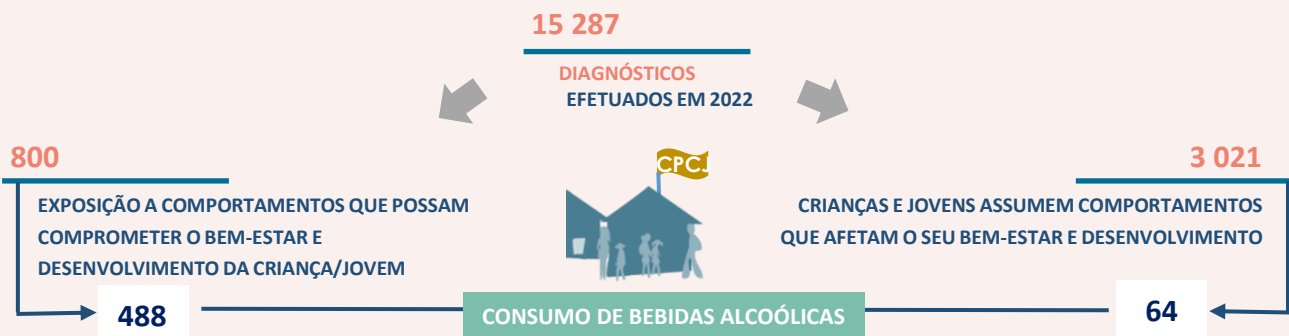 15 287
DIAGNÓSTICOS
EFETUADOS EM 2022
800
EXPOSIÇÃO A COMPORTAMENTOS QUE POSSAM
COMPROMETER O BEM-ESTAR E
DESENVOLVIMENTO DA CRIANÇA/JOVEM
488
CPCJ
3 021
CRIANÇAS E JOVENS ASSUMEM COMPORTAMENTOS
QUE AFETAM O SEU BEM-ESTAR E DESENVOLVIMENTO
CONSUMO DE BEBIDAS ALCOÓLICAS
64